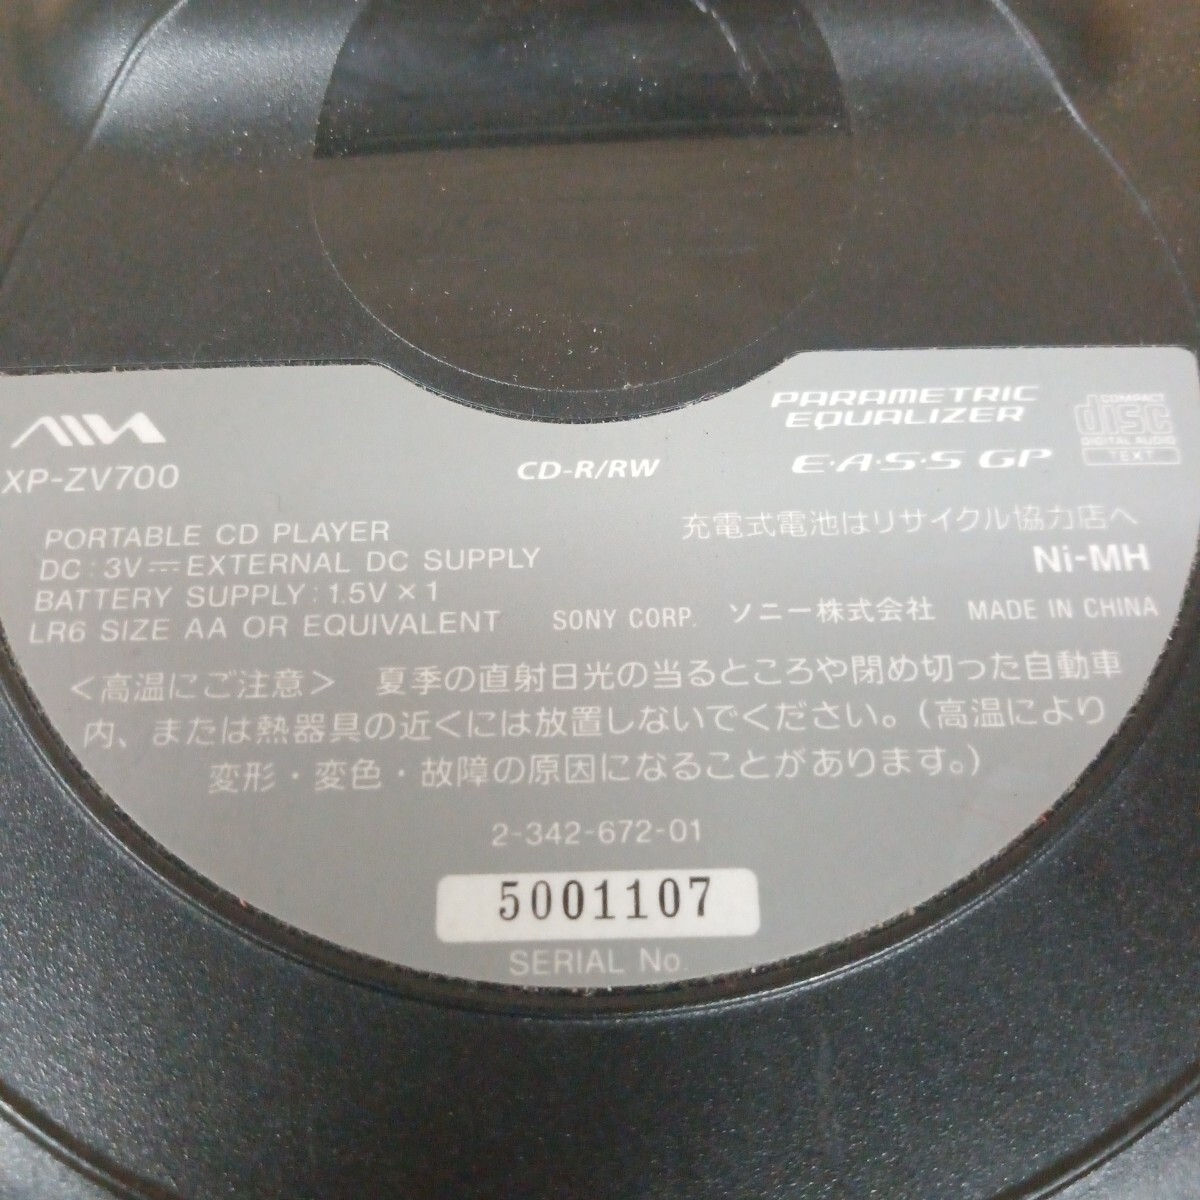 AIWA
XP-ZV700
CD-R/RW
PARAMETRIC
EQUALIZER
E・A・S・S GP
COMPACT
disc
DIGITAL AUDIO
TEXT
PORTABLE CD PLAYER
DC : 3V ⎓ EXTERNAL DC SUPPLY
BATTERY SUPPLY : 1.5V × 1
LR6 SIZE AA OR EQUIVALENT
充電式電池はリサイクル協力店へ
Ni-MH
SONY CORP. ソニー株式会社 MADE IN CHINA
＜高温にご注意＞ 夏季の直射日光の当るところや閉め切った自動車
内、または熱器具の近くには放置しないでください。（高温により
変形・変色・故障の原因になることがあります。）
2-342-672-01
5001107
SERIAL No.